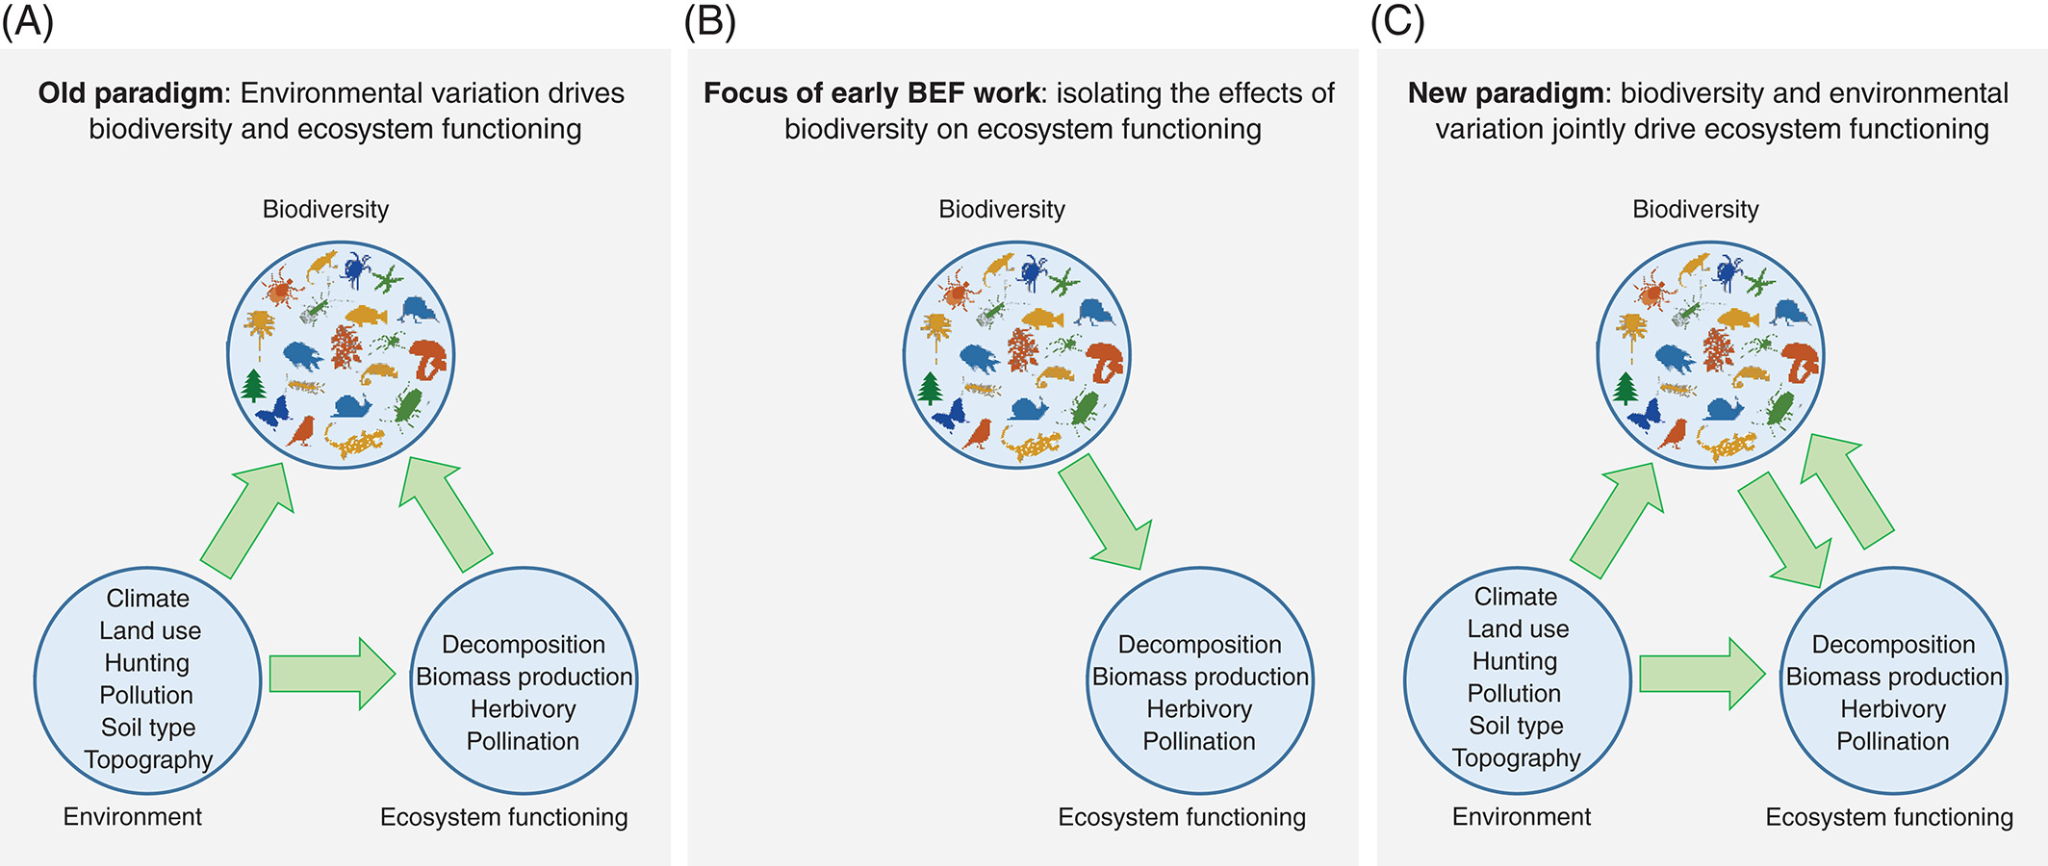 (A)
Old paradigm: Environmental variation drives
biodiversity and ecosystem functioning
Biodiversity
Climate
Land use
Hunting
Pollution
Soil type
Topography
Environment
Decomposition
Biomass production
Herbivory
Pollination
Ecosystem functioning
(B)
Focus of early BEF work: isolating the effects of
biodiversity on ecosystem functioning
Biodiversity
Decomposition
Biomass production
Herbivory
Pollination
Ecosystem functioning
(C)
New paradigm: biodiversity and environmental
variation jointly drive ecosystem functioning
Biodiversity
Climate
Land use
Hunting
Pollution
Soil type
Topography
Environment
Decomposition
Biomass production
Herbivory
Pollination
Ecosystem functioning